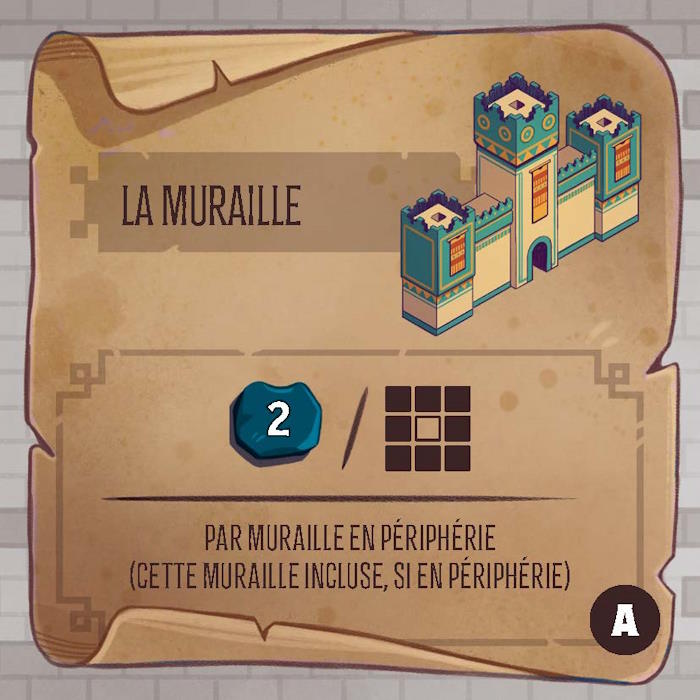 LA MURAILLE
2 /
PAR MURAILLE EN PÉRIPHÉRIE
(CETTE MURAILLE INCLUSE, SI EN PÉRIPHÉRIE)
A